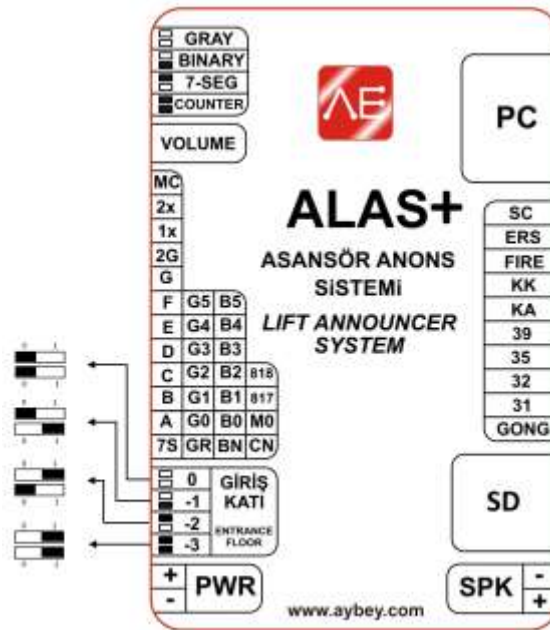 GRAY
BINARY
7-SEG
COUNTER
VOLUME
MC
2x
1x
2G
G
F G5 B5
E G4 B4
D G3 B3
C G2 B2 818
B G1 B1 817
A G0 B0 M0
7S GR BN CN
0
-1
-2
-3
GİRİŞ
KATI
ENTRANCE
FLOOR
+
-
PWR
AE
ALAS+
ASANSÖR ANONS
SİSTEMİ
LIFT ANNOUNCER
SYSTEM
PC
SC
ERS
FIRE
KK
KA
39
35
32
31
GONG
SD
SPK
-
+
www.aybey.com